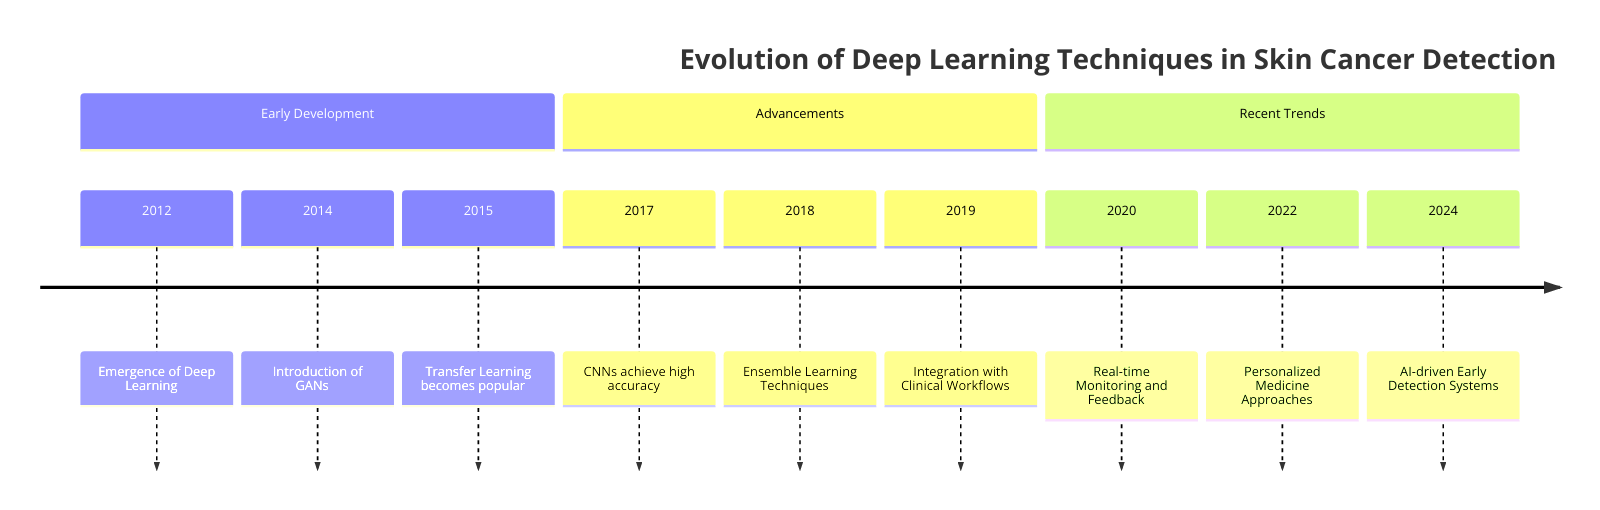 Evolution of Deep Learning Techniques in Skin Cancer Detection
Early Development
Advancements
Recent Trends
2012
2014
2015
2017
2018
2019
2020
2022
2024
Emergence of Deep
Learning
Introduction of
GANs
Transfer Learning
becomes popular
CNNs achieve high
accuracy
Ensemble Learning
Techniques
Integration with
Clinical Workflows
Real-time
Monitoring and
Feedback
Personalized
Medicine
Approaches
AI-driven Early
Detection Systems